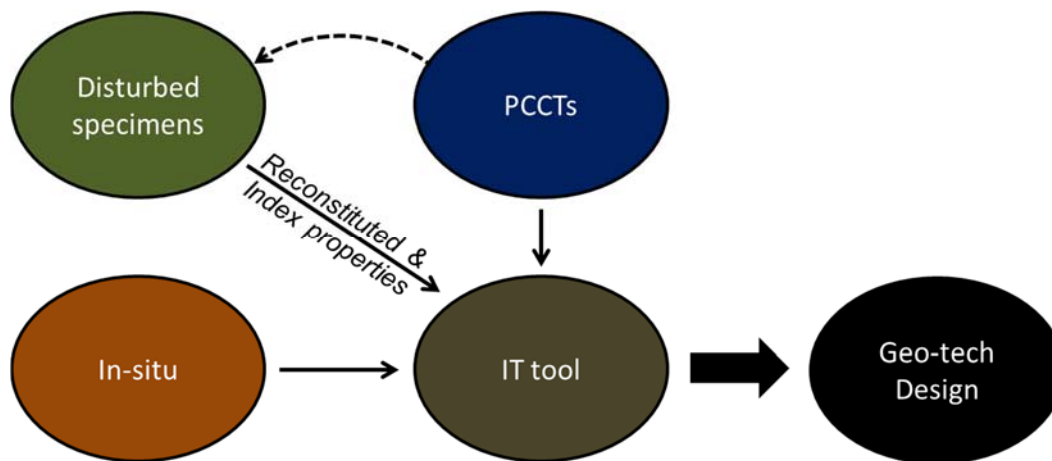 Disturbed
specimens
PCCTs
Reconstituted &
Index properties
In-situ
IT tool
Geo-tech
Design